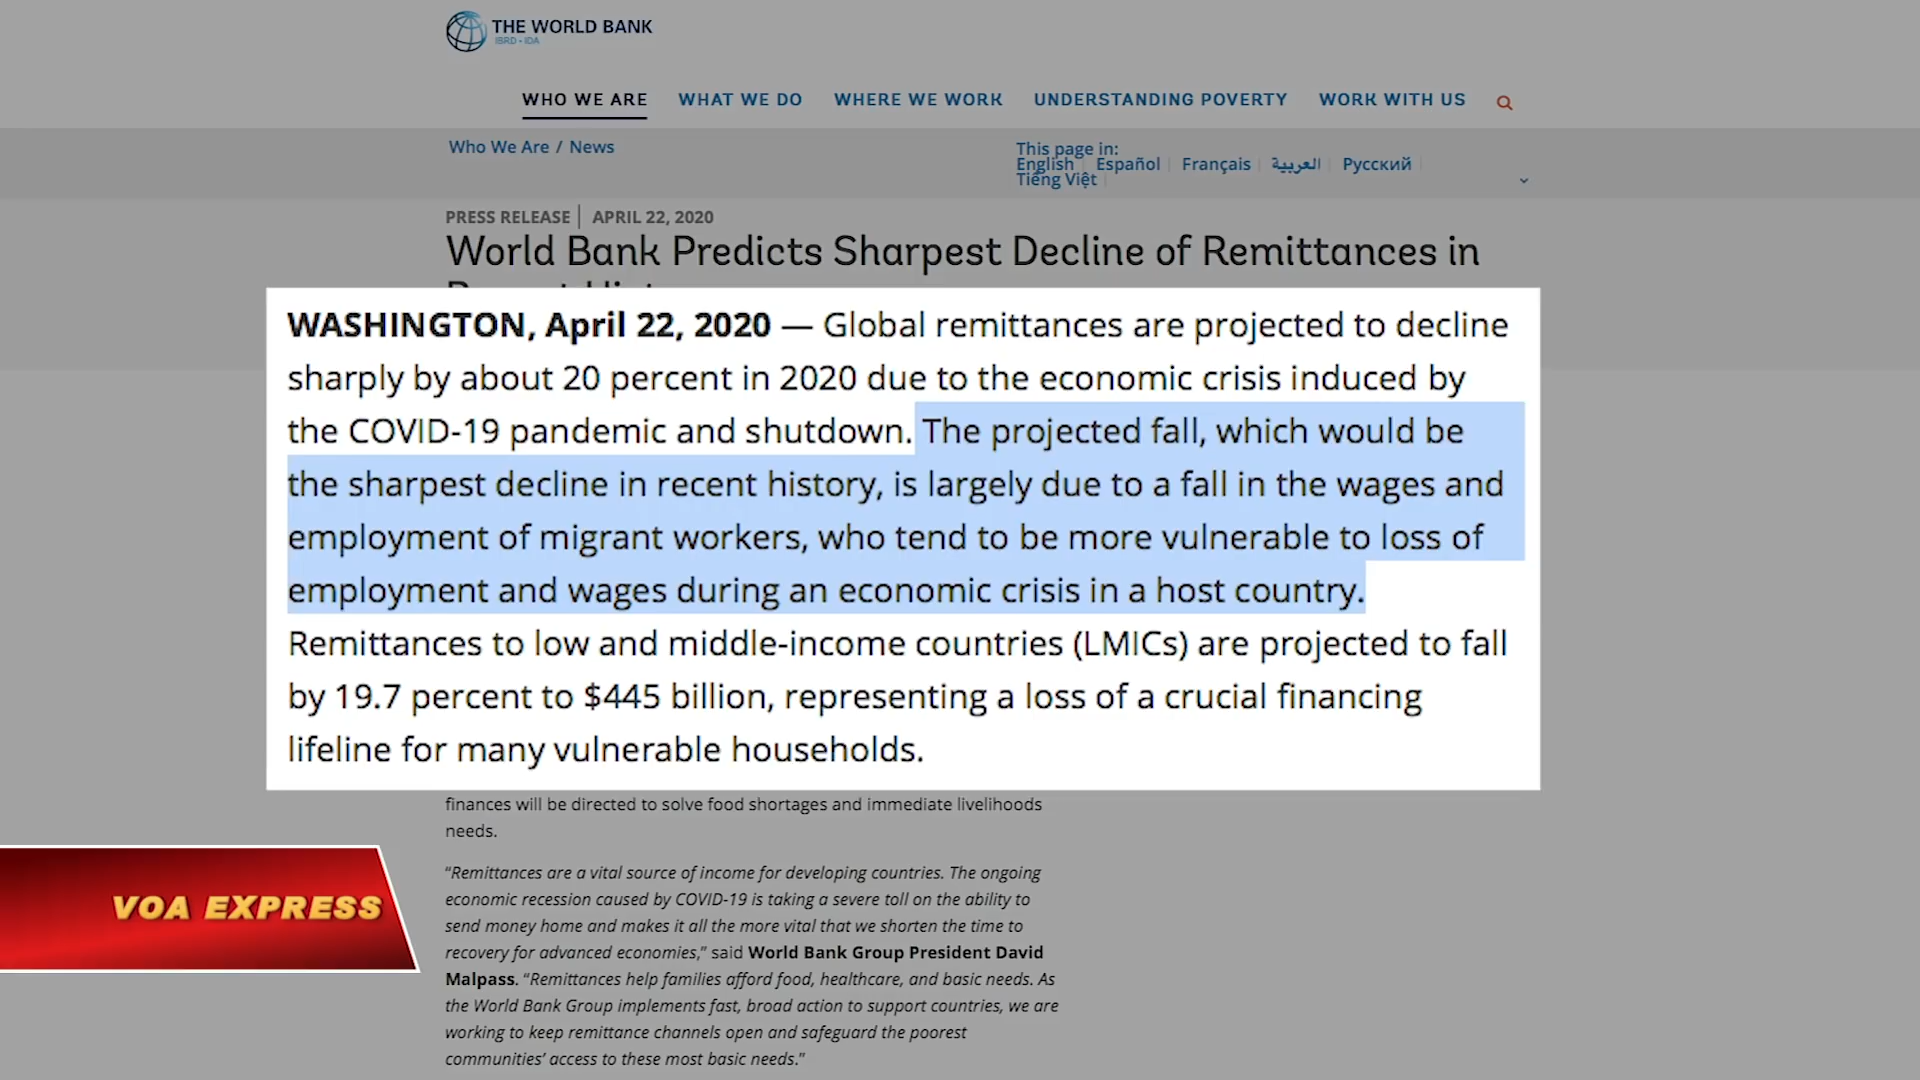 THE WORLD BANK
IBRD • IDA
WHO WE ARE WHAT WE DO WHERE WE WORK UNDERSTANDING POVERTY WORK WITH US
Who We Are / News
This page in:
English Español Français العربية Русский
Tiếng Việt
PRESS RELEASE APRIL 22, 2020
World Bank Predicts Sharpest Decline of Remittances in
WASHINGTON, April 22, 2020 — Global remittances are projected to decline
sharply by about 20 percent in 2020 due to the economic crisis induced by
the COVID-19 pandemic and shutdown. The projected fall, which would be
the sharpest decline in recent history, is largely due to a fall in the wages and
employment of migrant workers, who tend to be more vulnerable to loss of
employment and wages during an economic crisis in a host country.
Remittances to low and middle-income countries (LMICs) are projected to fall
by 19.7 percent to $445 billion, representing a loss of a crucial financing
lifeline for many vulnerable households.
finances will be directed to solve food shortages and immediate livelihoods
needs.
VOA EXPRESS
“Remittances are a vital source of income for developing countries. The ongoing
economic recession caused by COVID-19 is taking a severe toll on the ability to
send money home and makes it all the more vital that we shorten the time to
recovery for advanced economies,” said World Bank Group President David
Malpass. “Remittances help families afford food, healthcare, and basic needs. As
the World Bank Group implements fast, broad action to support countries, we are
working to keep remittance channels open and safeguard the poorest
communities’ access to these most basic needs.”